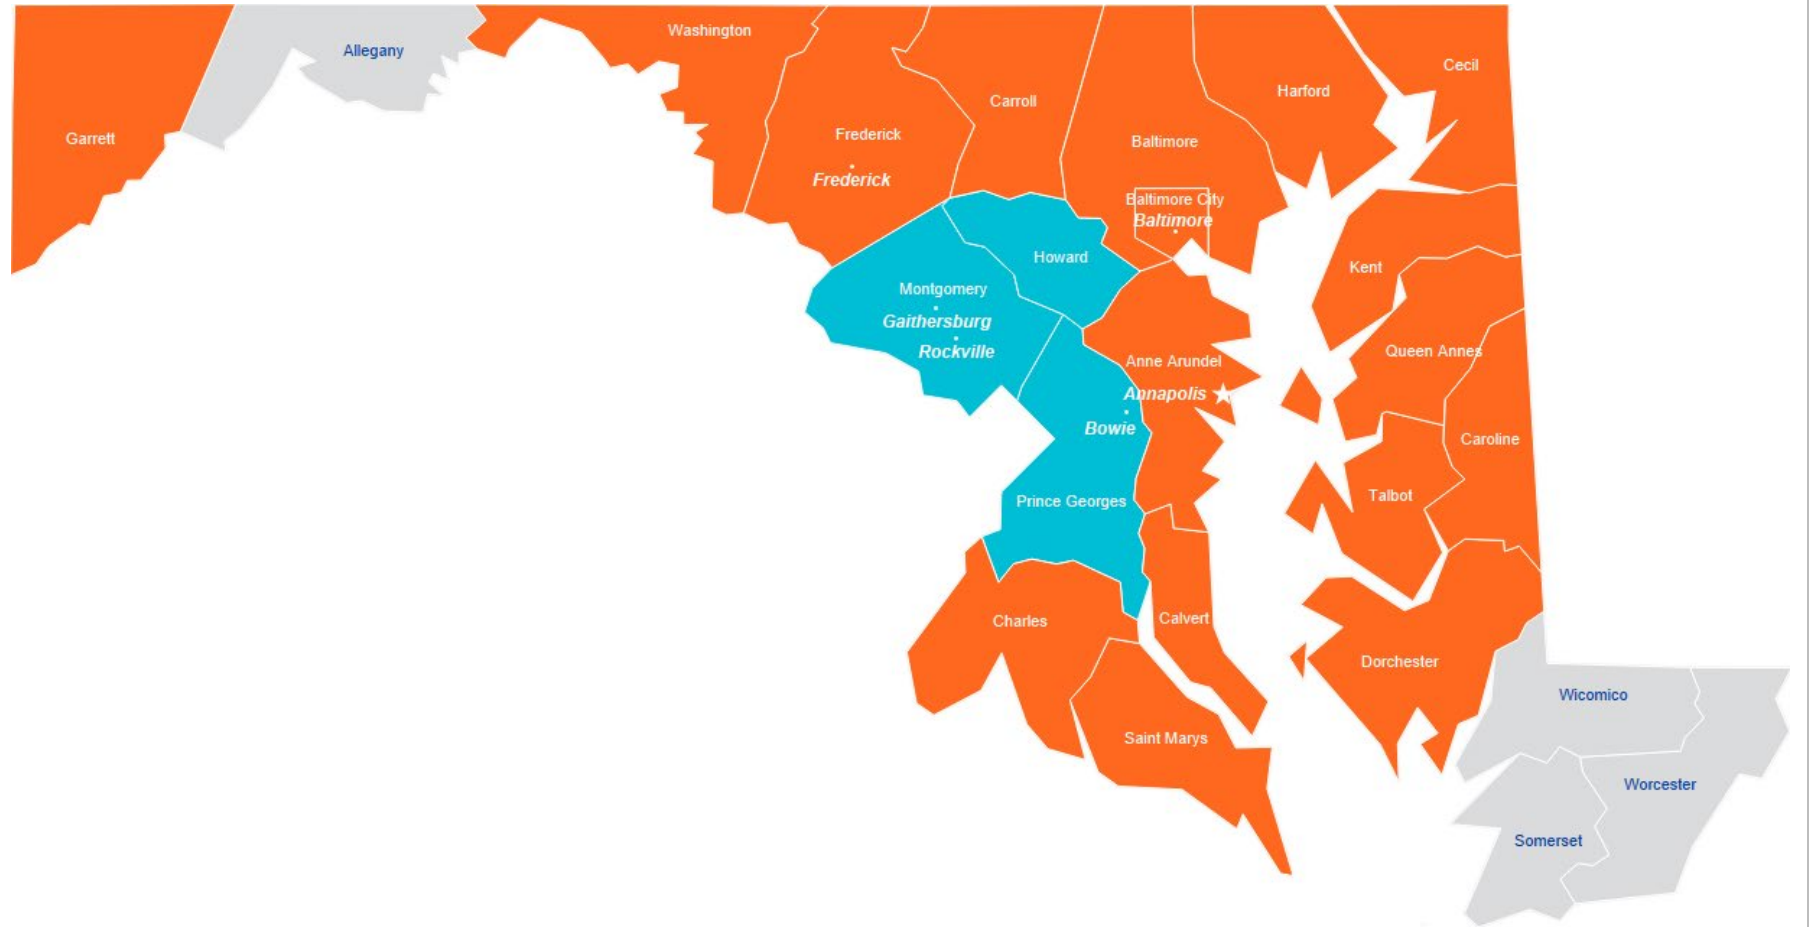 Washington
Allegany
Cecil
Harford
Carroll
Garrett
Frederick
Baltimore
Frederick
Baltimore City
Baltimore
Howard
Kent
Montgomery
Gaithersburg
Rockville
Queen Annes
Anne Arundel
Annapolis
Bowie
Caroline
Talbot
Prince Georges
Charles
Calvert
Dorchester
Wicomico
Saint Marys
Worcester
Somerset